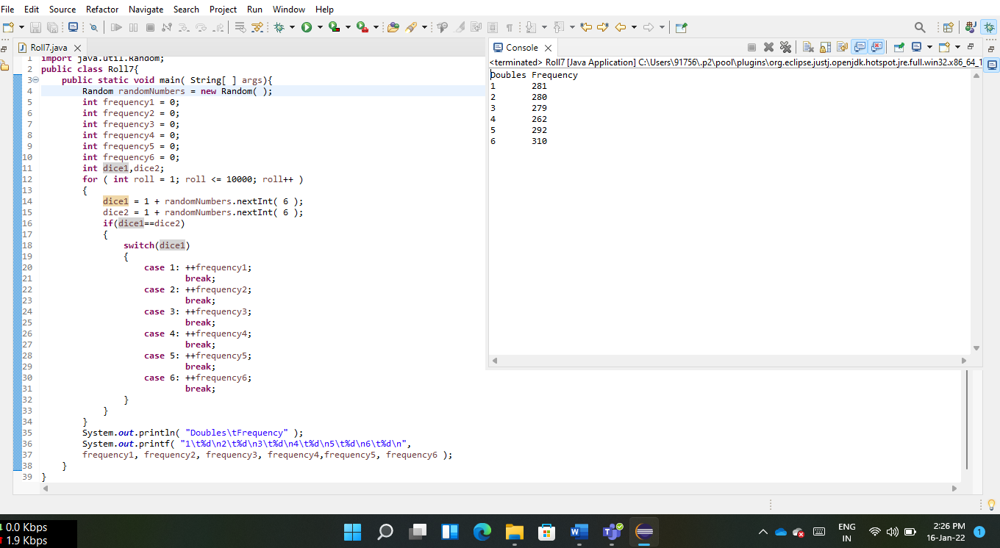 File Edit Source Refactor Navigate Search Project Run Window Help
Roll7.java
1 import java.util.Random;
2 public class Roll7{
3 public static void main( String[ ] args){
4 Random randomNumbers = new Random( );
5 int frequency1 = 0;
6 int frequency2 = 0;
7 int frequency3 = 0;
8 int frequency4 = 0;
9 int frequency5 = 0;
10 int frequency6 = 0;
11 int dice1,dice2;
12 for ( int roll = 1; roll <= 10000; roll++ )
13 {
14 dice1 = 1 + randomNumbers.nextInt( 6 );
15 dice2 = 1 + randomNumbers.nextInt( 6 );
16 if(dice1==dice2)
17 {
18 switch(dice1)
19 {
20 case 1: ++frequency1;
21 break;
22 case 2: ++frequency2;
23 break;
24 case 3: ++frequency3;
25 break;
26 case 4: ++frequency4;
27 break;
28 case 5: ++frequency5;
29 break;
30 case 6: ++frequency6;
31 break;
32 }
33 }
34 }
35 System.out.println( "Doubles\tFrequency" );
36 System.out.printf( "1\t%d\n2\t%d\n3\t%d\n4\t%d\n5\t%d\n6\t%d\n",
37 frequency1, frequency2, frequency3, frequency4,frequency5, frequency6 );
38 }
39 }
Console
<terminated> Roll7 [Java Application] C:\Users\91756\.p2\pool\plugins\org.eclipse.justj.openjdk.hotspot.jre.full.win32.x86_64_1
Doubles Frequency
1 281
2 280
3 279
4 262
5 292
6 310
0.0 Kbps
1.9 Kbps
ENG
IN
2:26 PM
16-Jan-22
1